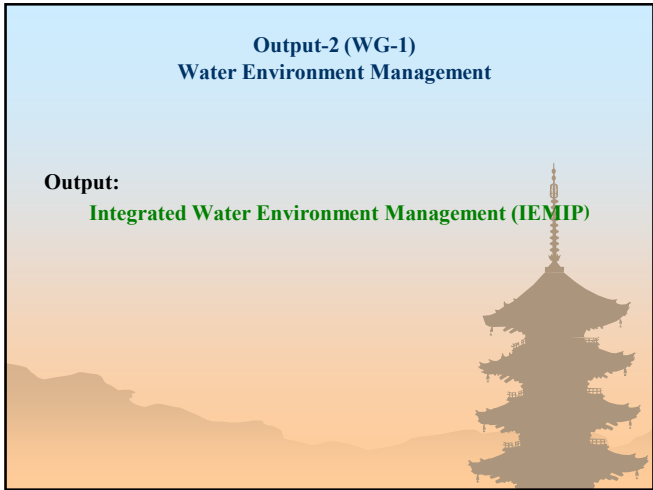 Output-2 (WG-1)
Water Environment Management
Output:
Integrated Water Environment Management (IEMIP)